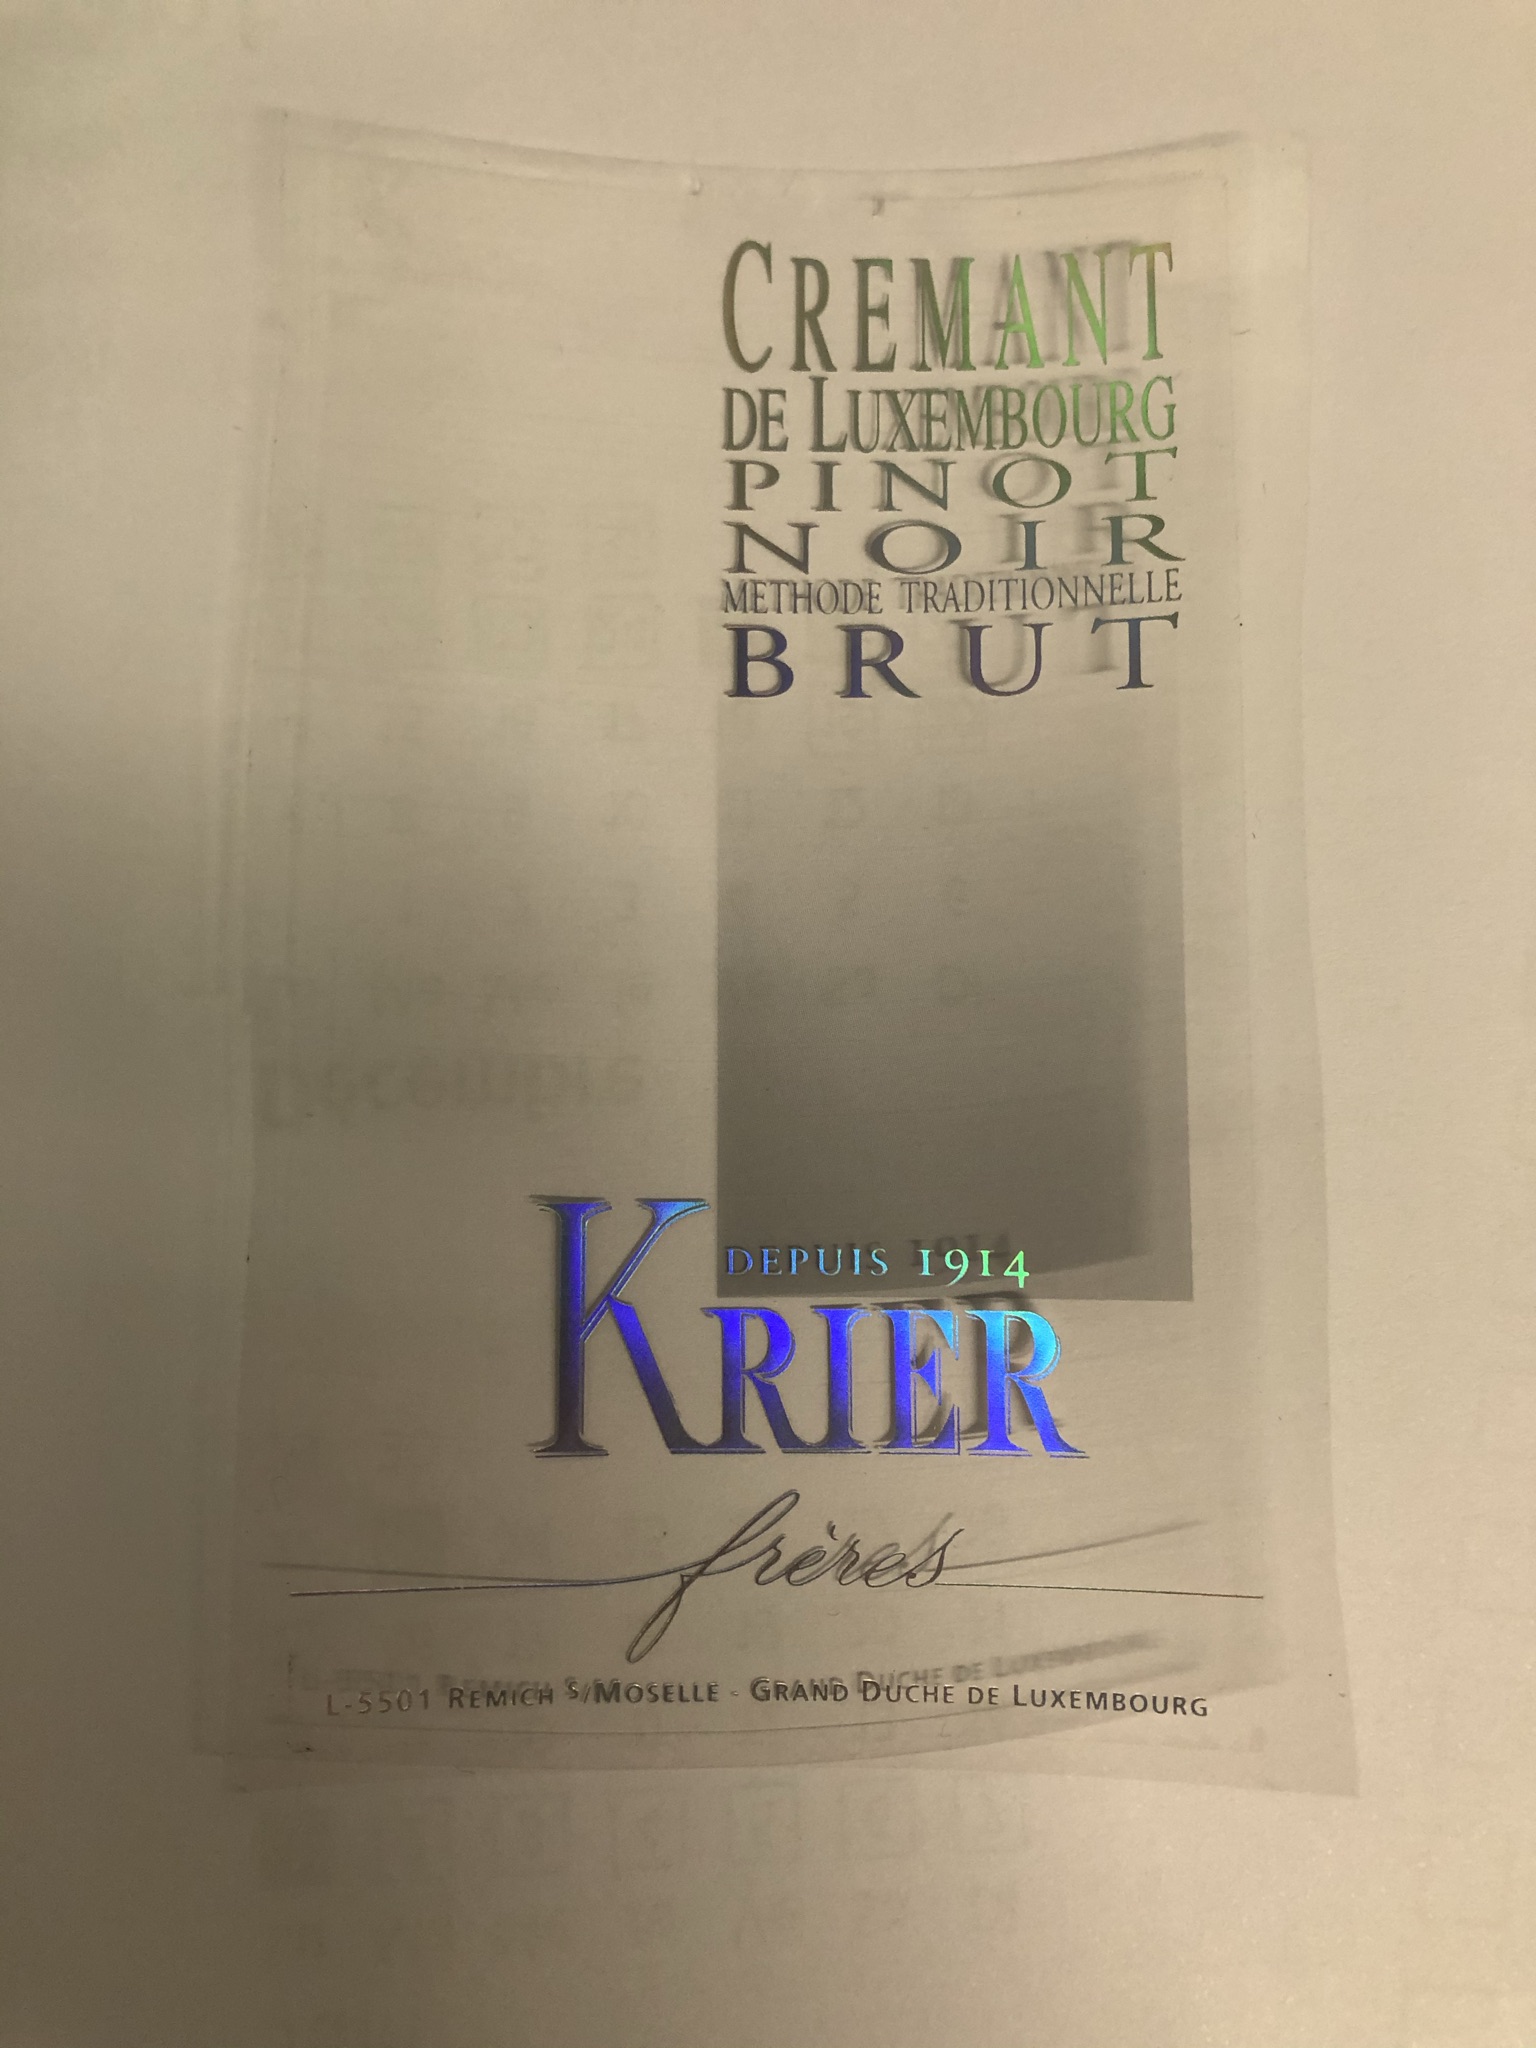 CREMANT
DE LUXEMBOURG
PINOT
NOIR
METHODE TRADITIONNELLE
BRUT
DEPUIS 1914
KRIER
frères
L-5501 REMICH S/MOSELLE - GRAND DUCHE DE LUXEMBOURG